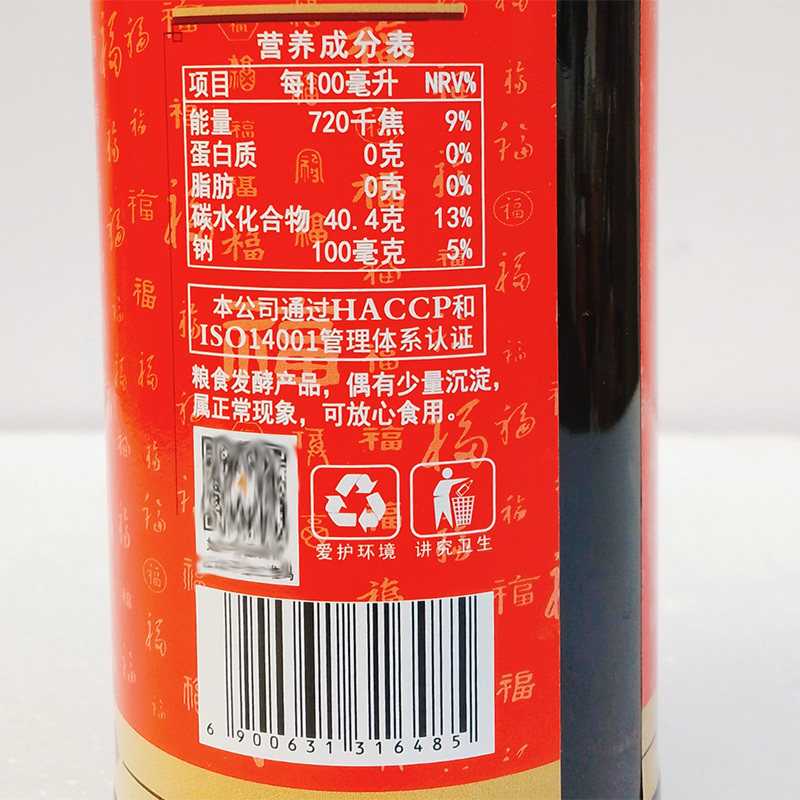 营养成分表
项目 每100毫升 NRV%
能量 720千焦 9%
蛋白质 0克 0%
脂肪 0克 0%
碳水化合物 40.4克 13%
钠 100毫克 5%
本公司通过HACCP和
ISO14001管理体系认证
粮食发酵产品，偶有少量沉淀，
属正常现象，可放心食用。
爱护环境 讲究卫生
6 900631 316485
福